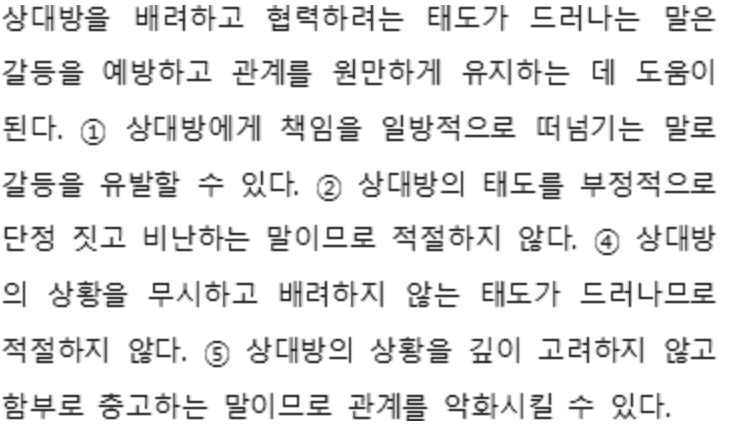 상대방을 배려하고 협력하려는 태도가 드러나는 말은
갈등을 예방하고 관계를 원만하게 유지하는 데 도움이
된다. ① 상대방에게 책임을 일방적으로 떠넘기는 말로
갈등을 유발할 수 있다. ② 상대방의 태도를 부정적으로
단정 짓고 비난하는 말이므로 적절하지 않다. ④ 상대방
의 상황을 무시하고 배려하지 않는 태도가 드러나므로
적절하지 않다. ⑤ 상대방의 상황을 깊이 고려하지 않고
함부로 충고하는 말이므로 관계를 악화시킬 수 있다.